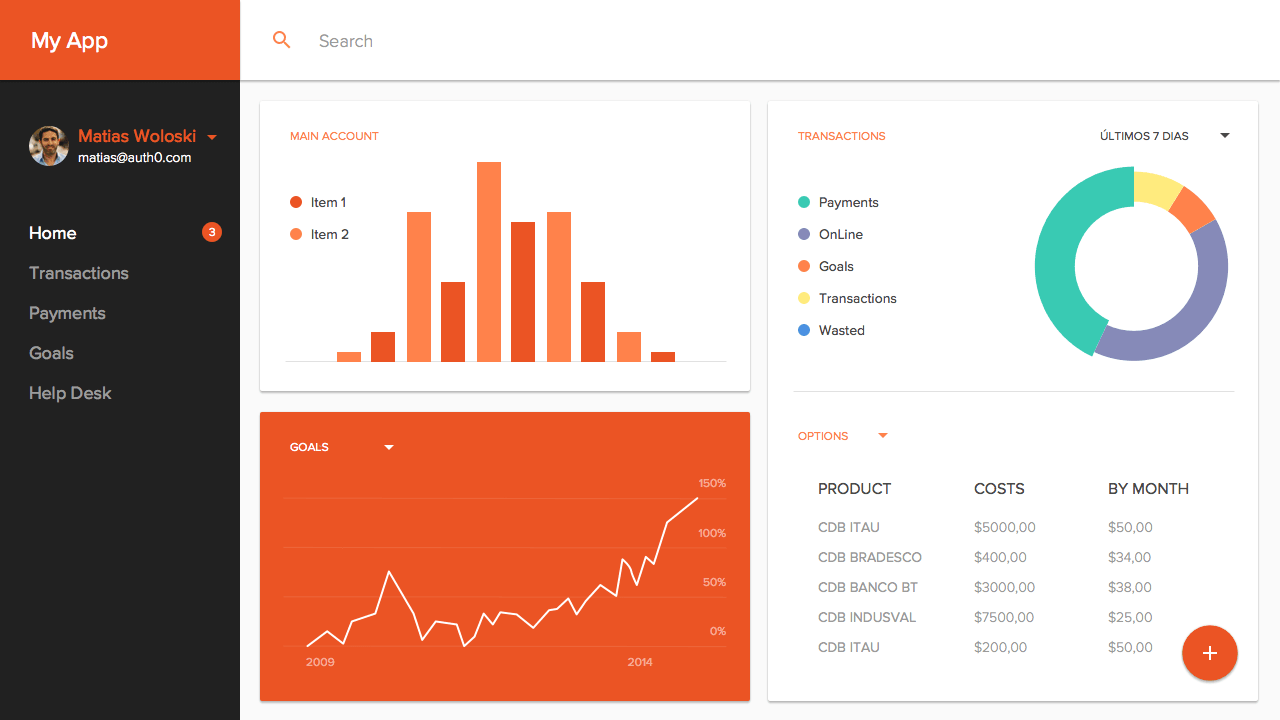 My App
Search
Matias Woloski
matias@auth0.com
Home 3
Transactions
Payments
Goals
Help Desk
MAIN ACCOUNT
Item 1
Item 2
GOALS
150%
100%
50%
0%
2009 2014
TRANSACTIONS ÚLTIMOS 7 DIAS
Payments
OnLine
Goals
Transactions
Wasted
OPTIONS
PRODUCT COSTS BY MONTH
CDB ITAU $5000,00 $50,00
CDB BRADESCO $400,00 $34,00
CDB BANCO BT $3000,00 $38,00
CDB INDUSVAL $7500,00 $25,00
CDB ITAU $200,00 $50,00
+